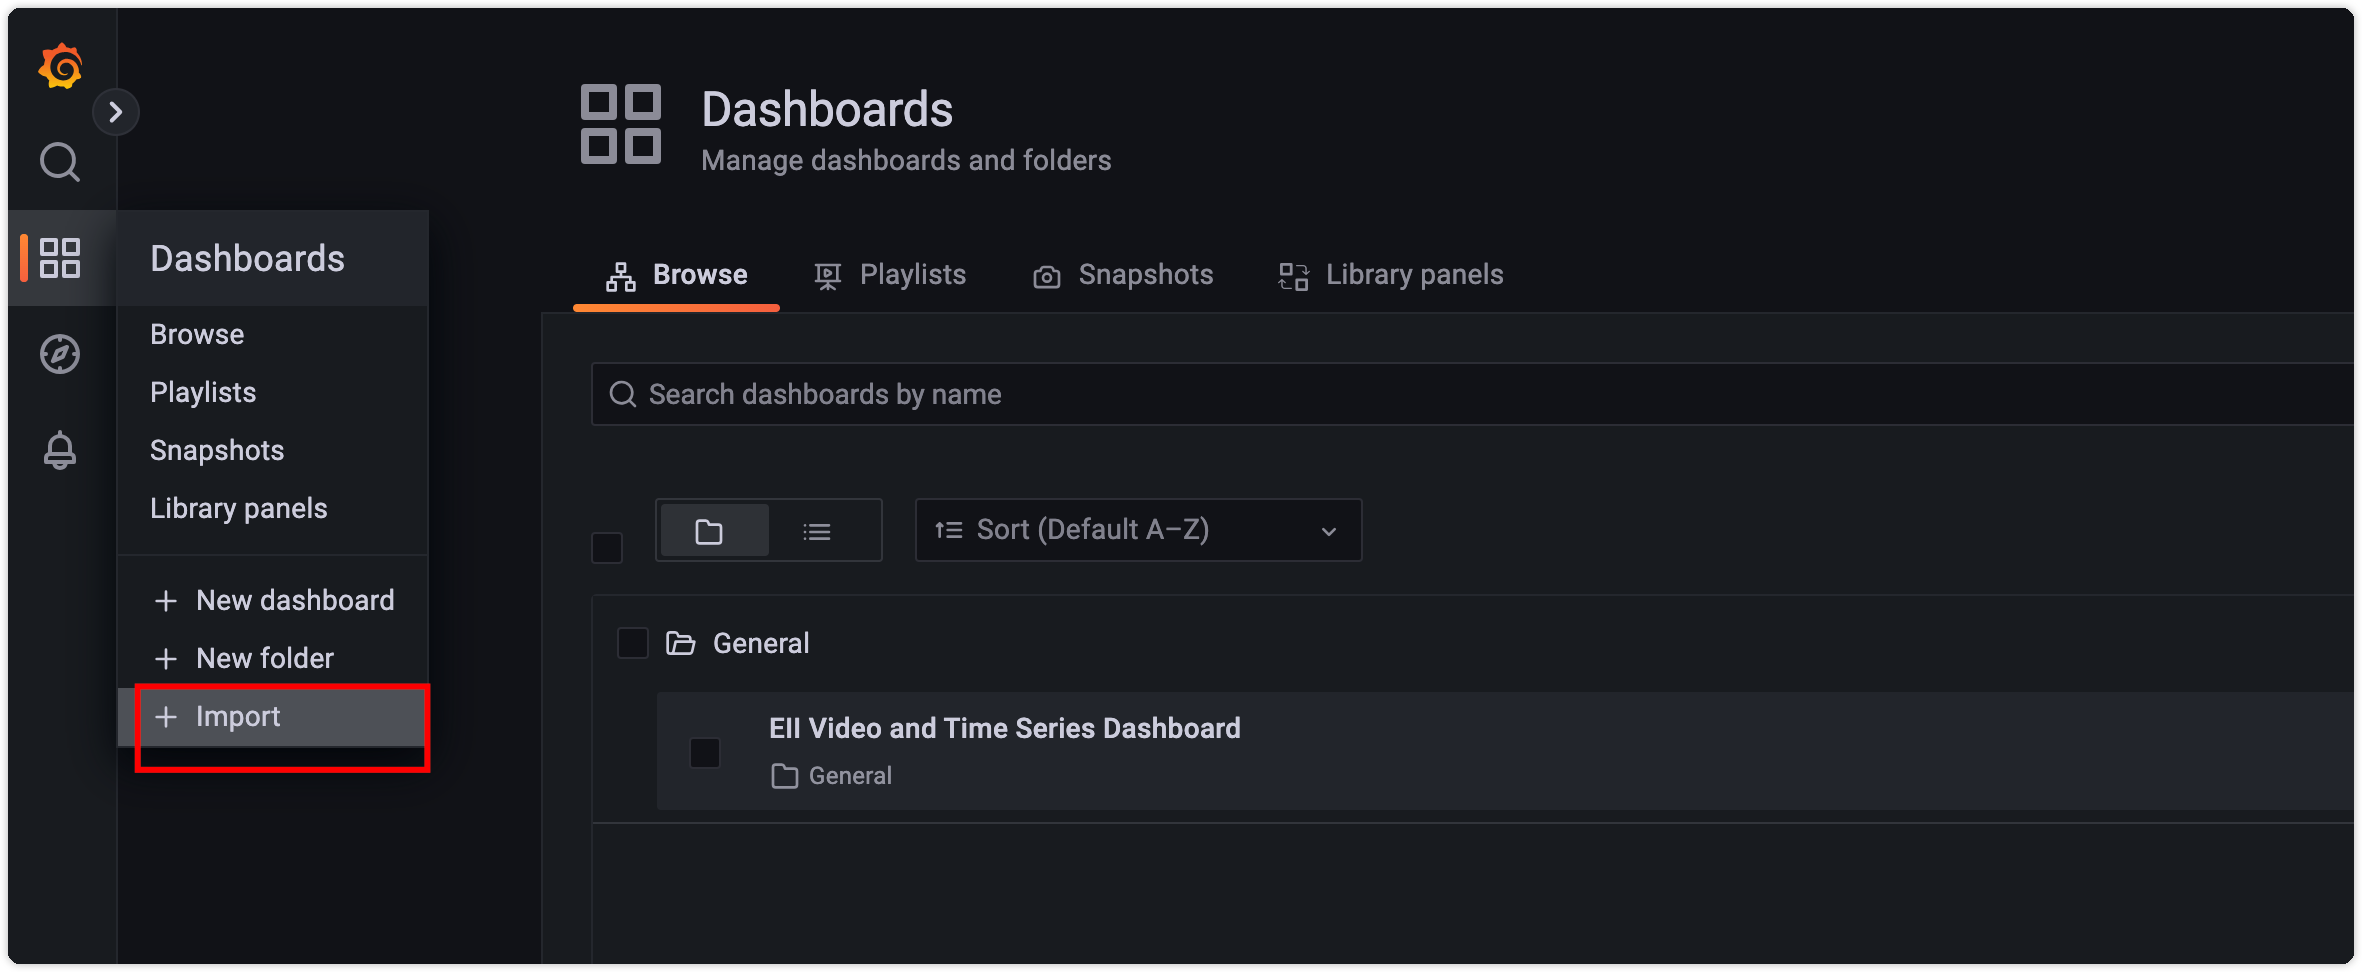 Dashboards
Manage dashboards and folders
Dashboards
Browse
Playlists
Snapshots
Library panels
New dashboard
New folder
Import
Browse Playlists Snapshots Library panels
Search dashboards by name
Sort (Default A–Z)
General
EII Video and Time Series Dashboard
General